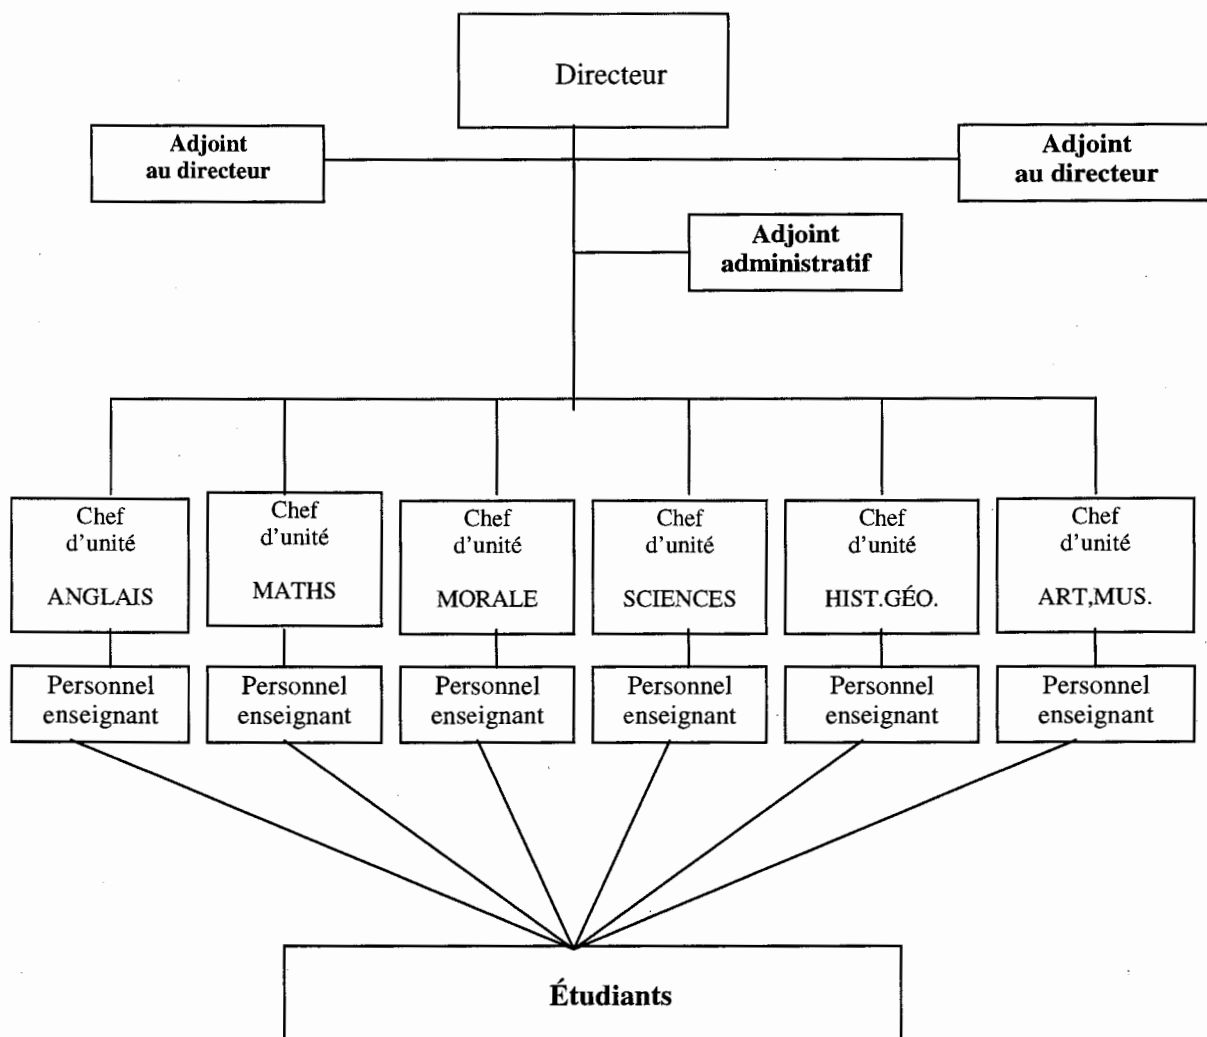 Directeur
Adjoint
au directeur
Adjoint
au directeur
Adjoint
administratif
Chef
d'unité
ANGLAIS
Chef
d'unité
MATHS
Chef
d'unité
MORALE
Chef
d'unité
SCIENCES
Chef
d'unité
HIST.GÉO.
Chef
d'unité
ART,MUS.
Personnel
enseignant
Personnel
enseignant
Personnel
enseignant
Personnel
enseignant
Personnel
enseignant
Personnel
enseignant
Étudiants